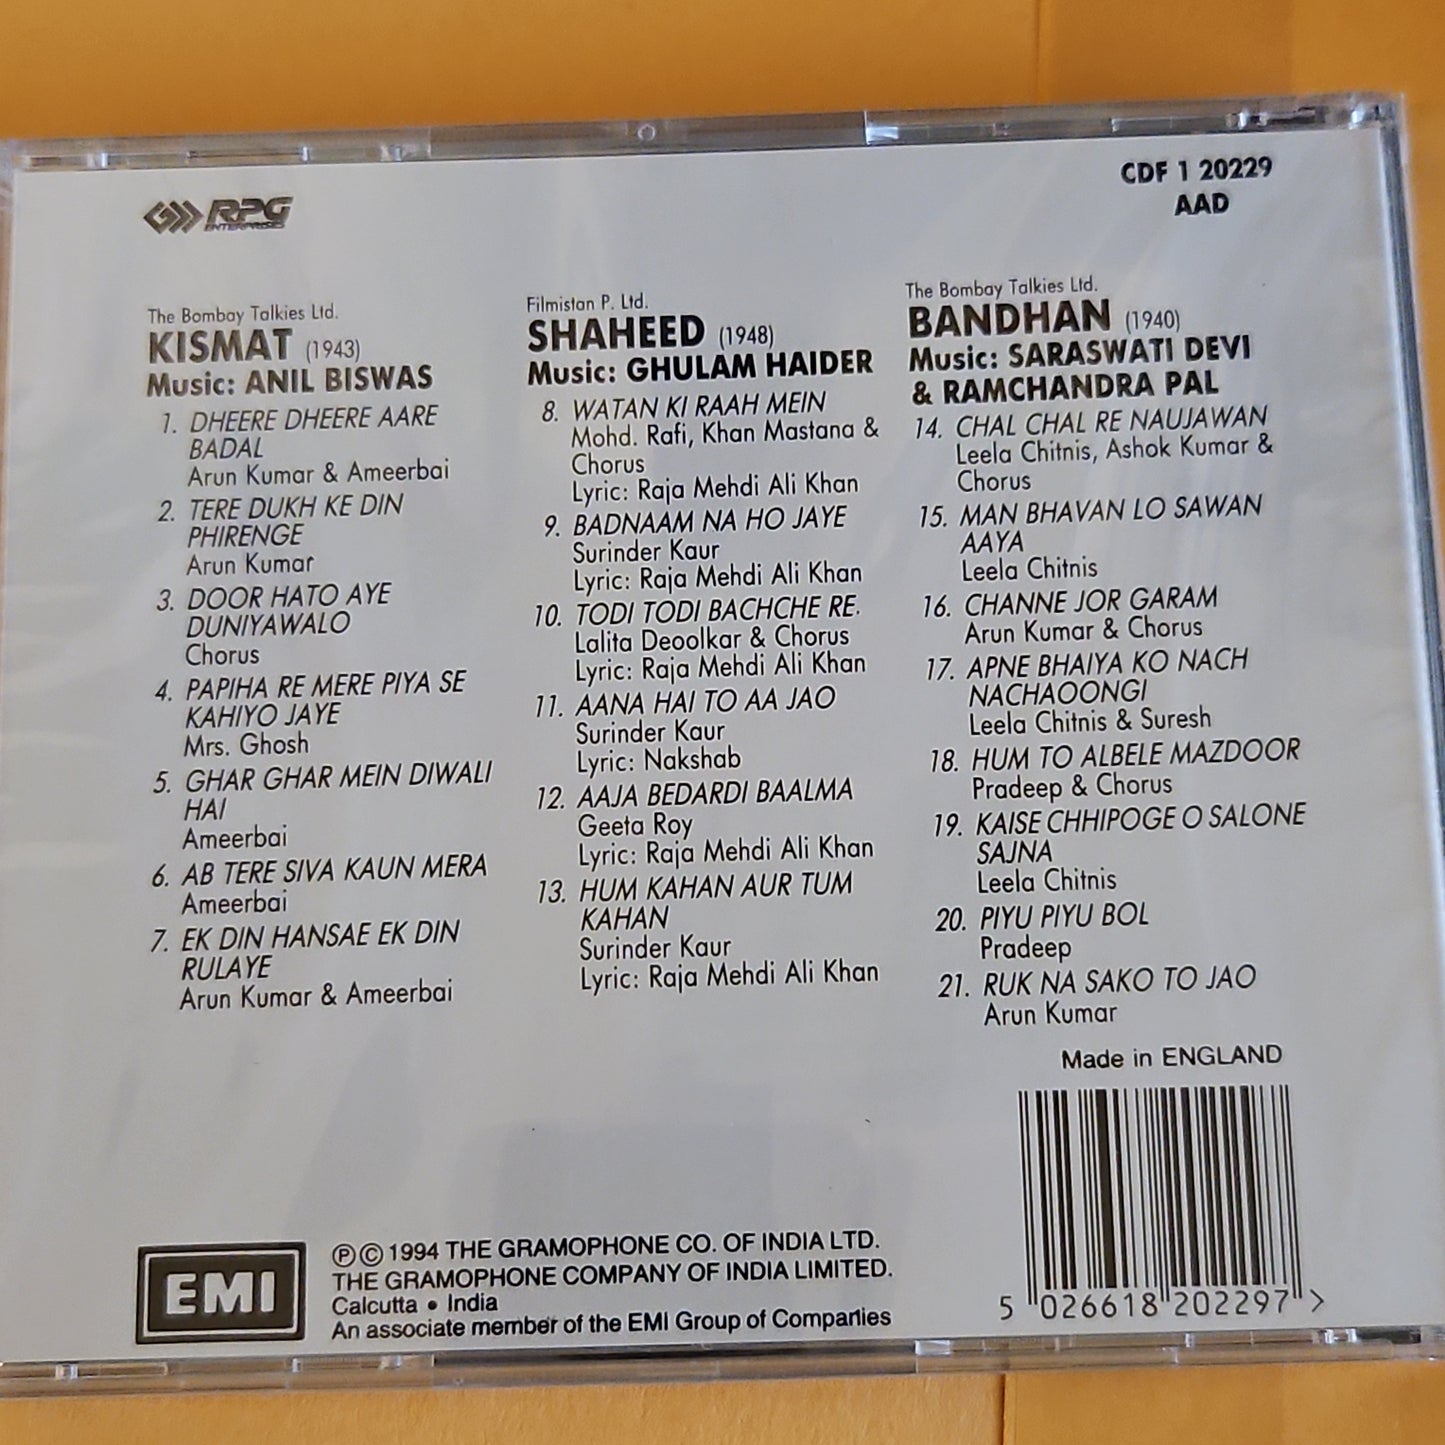 RPG
ENTERPRISES
CDF 1 20229
AAD
The Bombay Talkies Ltd.
KISMAT (1943)
Music: ANIL BISWAS
1. DHEERE DHEERE AARE
BADAL
Arun Kumar & Ameerbai
2. TERE DUKH KE DIN
PHIRENGE
Arun Kumar
3. DOOR HATO AYE
DUNIYAWALO
Chorus
4. PAPIHA RE MERE PIYA SE
KAHIYO JAYE
Mrs. Ghosh
5. GHAR GHAR MEIN DIWALI
HAI
Ameerbai
6. AB TERE SIVA KAUN MERA
Ameerbai
7. EK DIN HANSAE EK DIN
RULAYE
Arun Kumar & Ameerbai
Filmistan P. Ltd.
SHAHEED (1948)
Music: GHULAM HAIDER
8. WATAN KI RAAH MEIN
Mohd. Rafi, Khan Mastana &
Chorus
Lyric: Raja Mehdi Ali Khan
9. BADNAAM NA HO JAYE
Surinder Kaur
Lyric: Raja Mehdi Ali Khan
10. TODI TODI BACHCHE RE.
Lalita Deoolkar & Chorus
Lyric: Raja Mehdi Ali Khan
11. AANA HAI TO AA JAO
Surinder Kaur
Lyric: Nakshab
12. AAJA BEDARDI BAALMA
Geeta Roy
Lyric: Raja Mehdi Ali Khan
13. HUM KAHAN AUR TUM
KAHAN
Surinder Kaur
Lyric: Raja Mehdi Ali Khan
The Bombay Talkies Ltd.
BANDHAN (1940)
Music: SARASWATI DEVI
& RAMCHANDRA PAL
14. CHAL CHAL RE NAUJAWAN
Leela Chitnis, Ashok Kumar &
Chorus
15. MAN BHAVAN LO SAWAN
AAYA
Leela Chitnis
16. CHANNE JOR GARAM
Arun Kumar & Chorus
17. APNE BHAIYA KO NACH
NACHAOONGI
Leela Chitnis & Suresh
18. HUM TO ALBELE MAZDOOR
Pradeep & Chorus
19. KAISE CHHIPOGE O SALONE
SAJNA
Leela Chitnis
20. PIYU PIYU BOL
Pradeep
21. RUK NA SAKO TO JAO
Arun Kumar
Made in ENGLAND
5 026618 202297 >
EMI
℗ © 1994 THE GRAMOPHONE CO. OF INDIA LTD.
THE GRAMOPHONE COMPANY OF INDIA LIMITED.
Calcutta • India
An associate member of the EMI Group of Companies